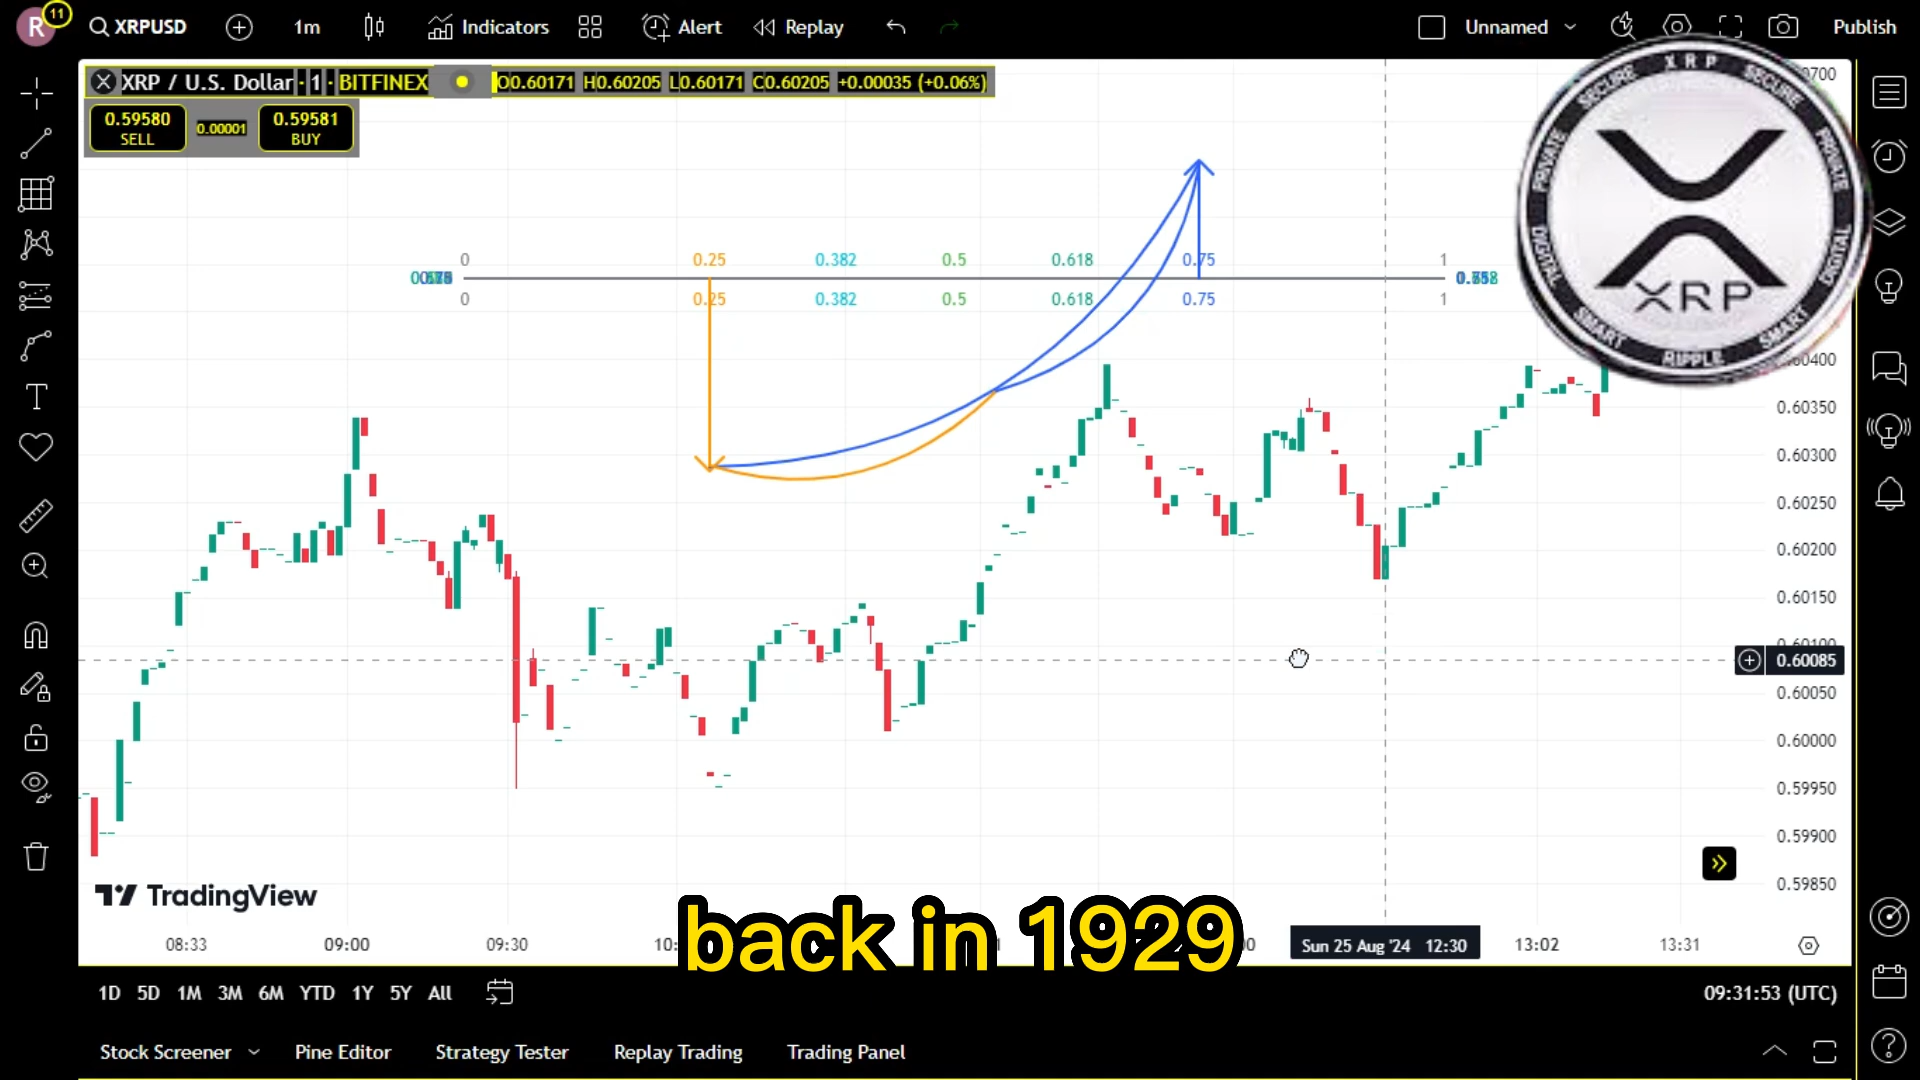 R 11 XRPUSD 1m Indicators Alert Replay Unnamed Publish
XRP / U.S. Dollar · 1 · BITFINEX O0.60171 H0.60205 L0.60171 C0.60205 +0.00035 (+0.06%)
0.59580 SELL 0.00001 0.59581 BUY
0 0.25 0.382 0.5 0.618 0.75 1
0 0.25 0.382 0.5 0.618 0.75 1
XRP SECURE PRIVATE DIGITAL SMART RIPPLE SMART DIGITAL PRIVATE SECURE
XRP
0.60350
0.60300
0.60250
0.60200
0.60150
0.60085
0.60050
0.60000
0.59950
0.59900
0.59850
TradingView
back in 1929
08:33 09:00 09:30 Sun 25 Aug '24 12:30 13:02 13:31
1D 5D 1M 3M 6M YTD 1Y 5Y All 09:31:53 (UTC)
Stock Screener Pine Editor Strategy Tester Replay Trading Trading Panel